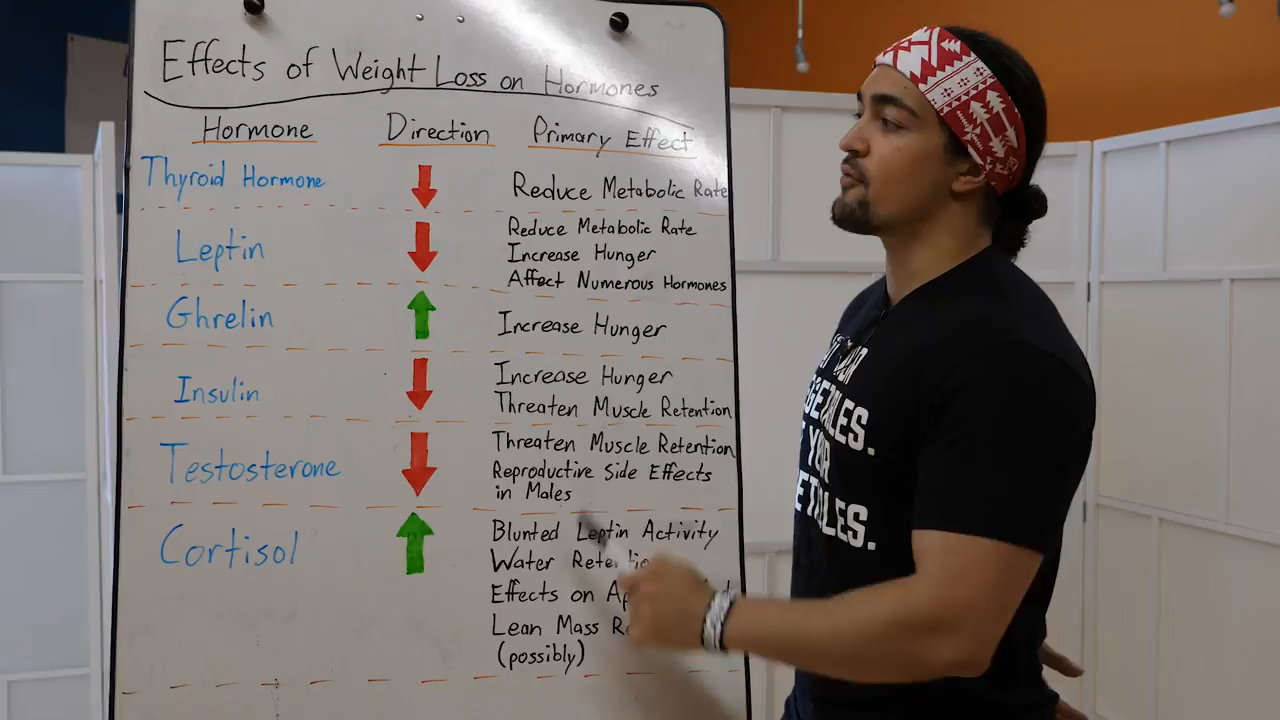 Effects of Weight Loss on Hormones
Hormone Direction Primary Effect
Thyroid Hormone Reduce Metabolic Rate
Leptin Reduce Metabolic Rate
Increase Hunger
Affect Numerous Hormones
Ghrelin Increase Hunger
Insulin Increase Hunger
Threaten Muscle Retention
Testosterone Threaten Muscle Retention
Reproductive Side Effects
in Males
Cortisol Blunted Leptin Activity
Water
Effects on
Lean Mass
(possibly)
YOUR